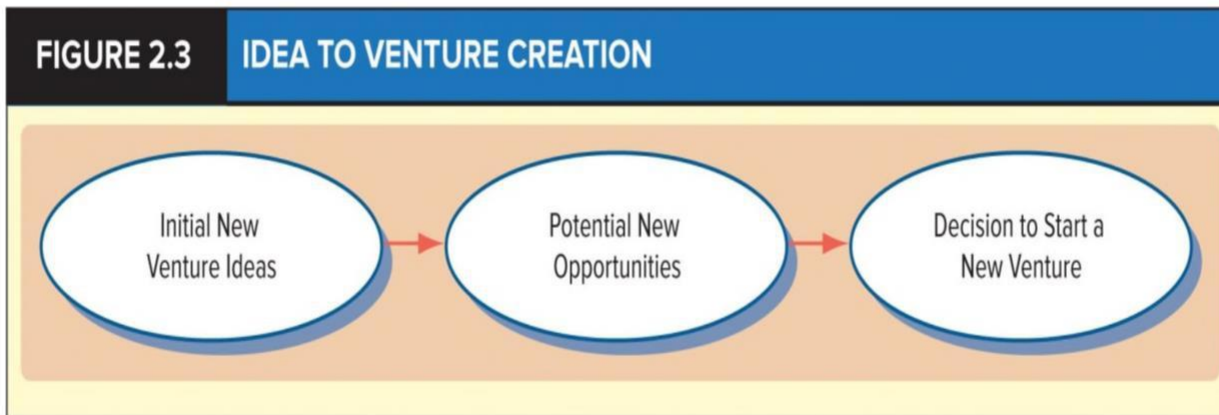 FIGURE 2.3
IDEA TO VENTURE CREATION
Initial New
Venture Ideas
Potential New
Opportunities
Decision to Start a
New Venture